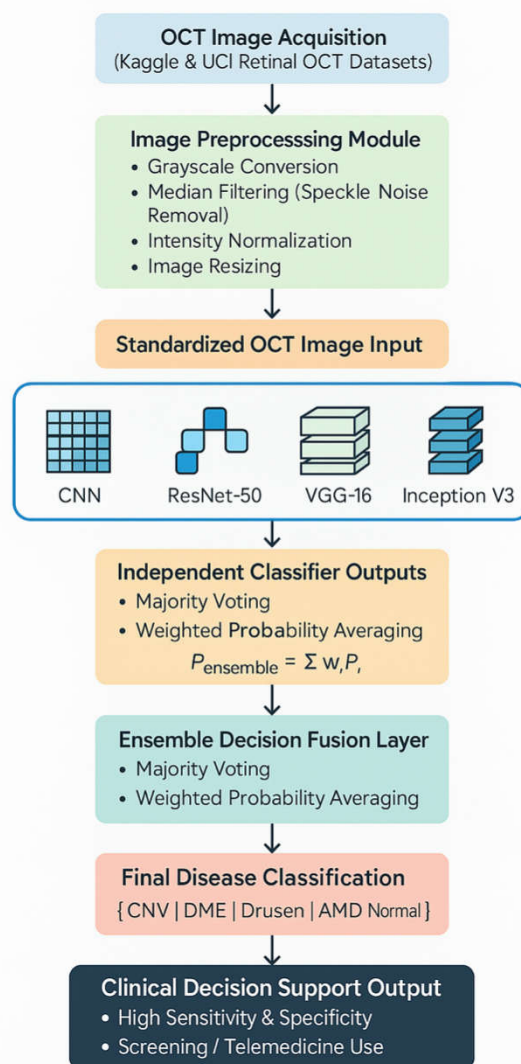 OCT Image Acquisition
(Kaggle & UCI Retinal OCT Datasets)
Image Preprocesssing Module
• Grayscale Conversion
• Median Filtering (Speckle Noise
Removal)
• Intensity Normalization
• Image Resizing
Standardized OCT Image Input
CNN
ResNet-50
VGG-16
Inception V3
Independent Classifier Outputs
• Majority Voting
• Weighted Probability Averaging
P_ensemble = Σ w,P,
Ensemble Decision Fusion Layer
• Majority Voting
• Weighted Probability Averaging
Final Disease Classification
{ CNV | DME | Drusen | AMD Normal }
Clinical Decision Support Output
• High Sensitivity & Specificity
• Screening / Telemedicine Use